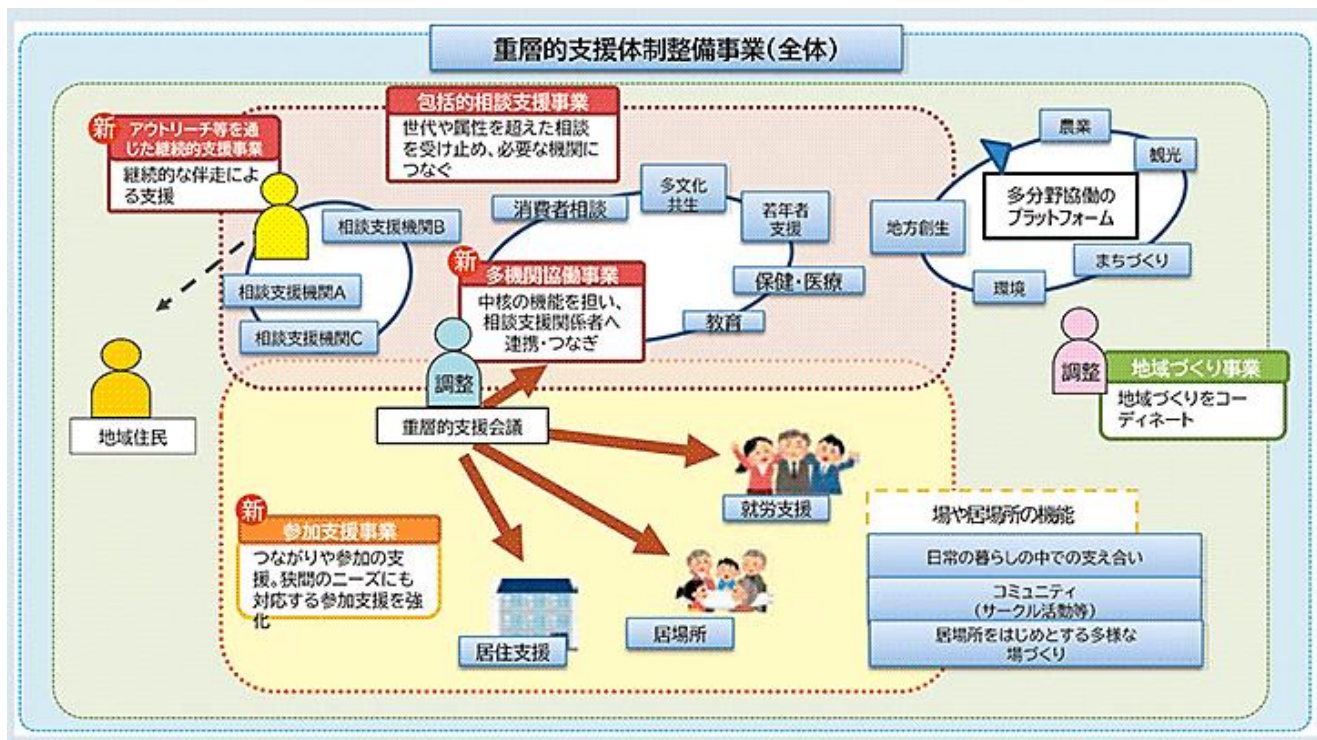 重層的支援体制整備事業(全体)
新
アウトリーチ等を通
じた継続的支援事業
継続的な伴走によ
る支援
包括的相談支援事業
世代や属性を超えた相談
を受け止め、必要な機関に
つなぐ
相談支援機関B
相談支援機関A
相談支援機関C
消費者相談
多文化
共生
若年者
支援
保健・医療
教育
新
多機関協働事業
中核の機能を担い、
相談支援関係者へ
連携・つなぎ
農業
観光
多分野協働の
プラットフォーム
地方創生
まちづくり
環境
地域住民
調整
重層的支援会議
調整
地域づくり事業
地域づくりをコー
ディネート
新
参加支援事業
つながりや参加の支
援。狭間のニーズにも
対応する参加支援を強
化
就労支援
居場所
居住支援
場や居場所の機能
日常の暮らしの中での支え合い
コミュニティ
(サークル活動等)
居場所をはじめとする多様な
場づくり